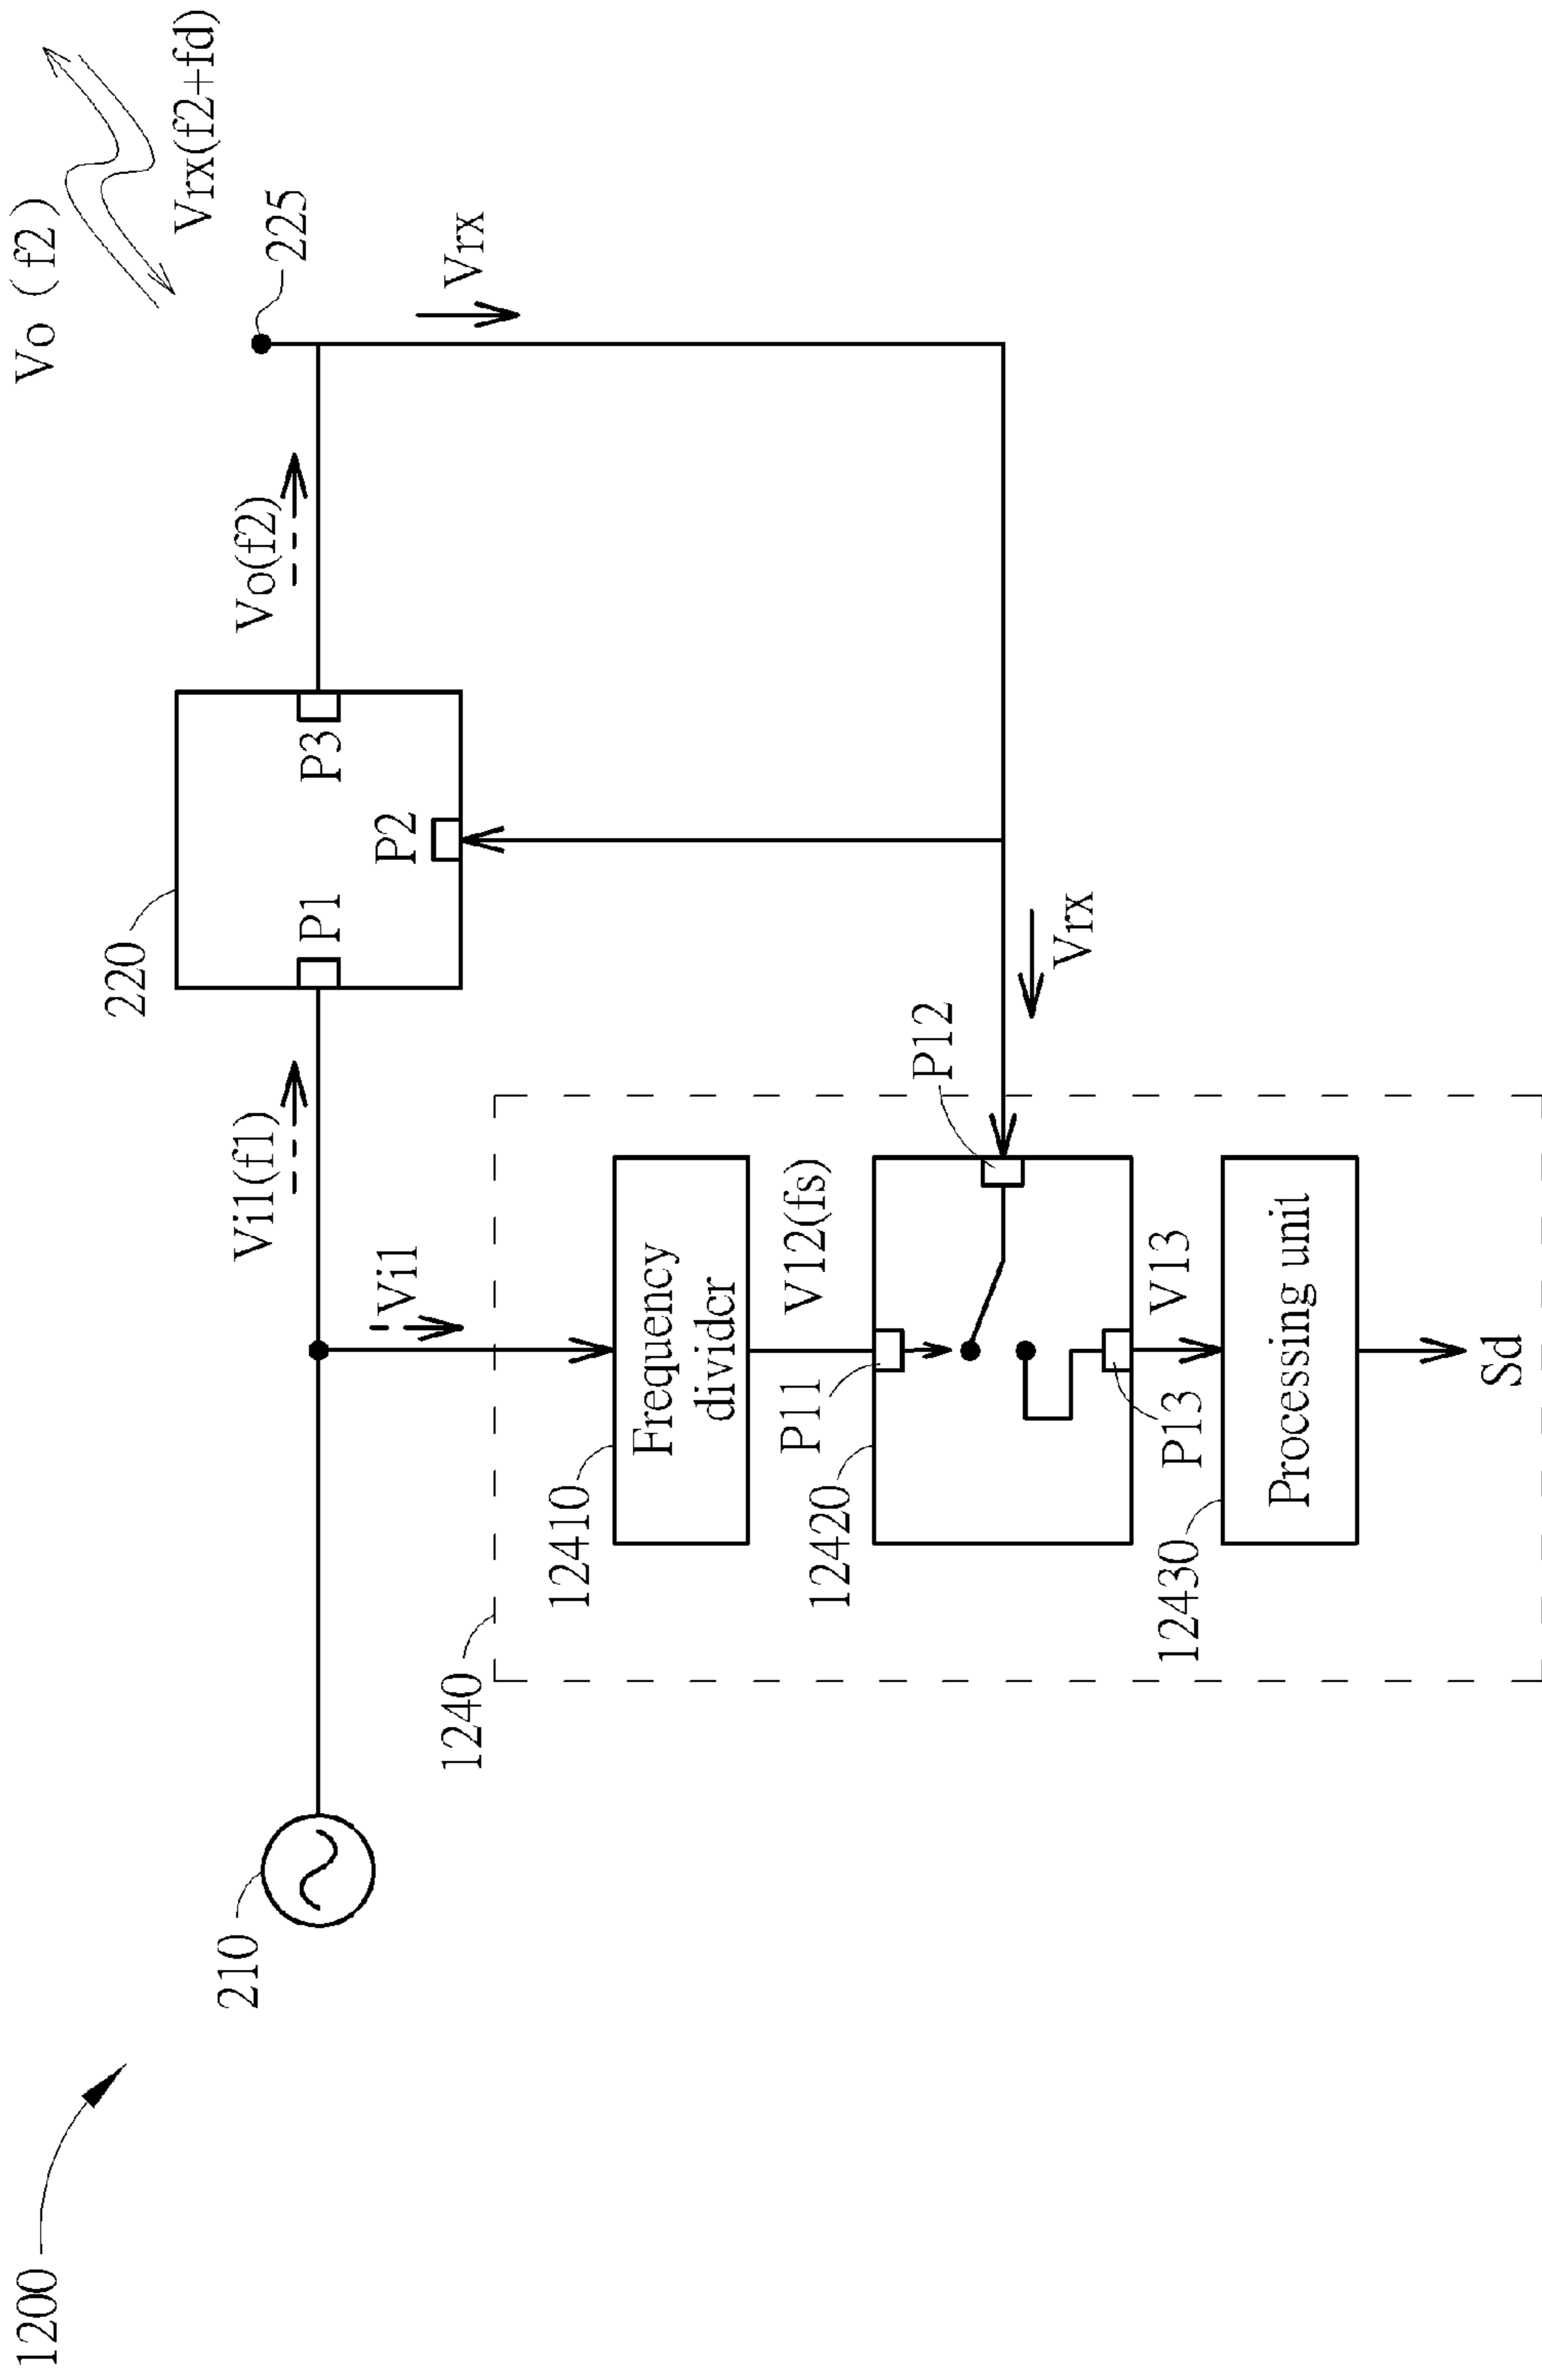 1200
Vo (f2)
Vrx(f2+fd)
225
Vrx
Vo(f2)
220
P1
P2
P3
Vi1(f1)
Vi1
210
1240
12410
Frequency
divider
V12(fs)
P11
P12
12420
Vrx
V13
P13
12430
Processing unit
Sd